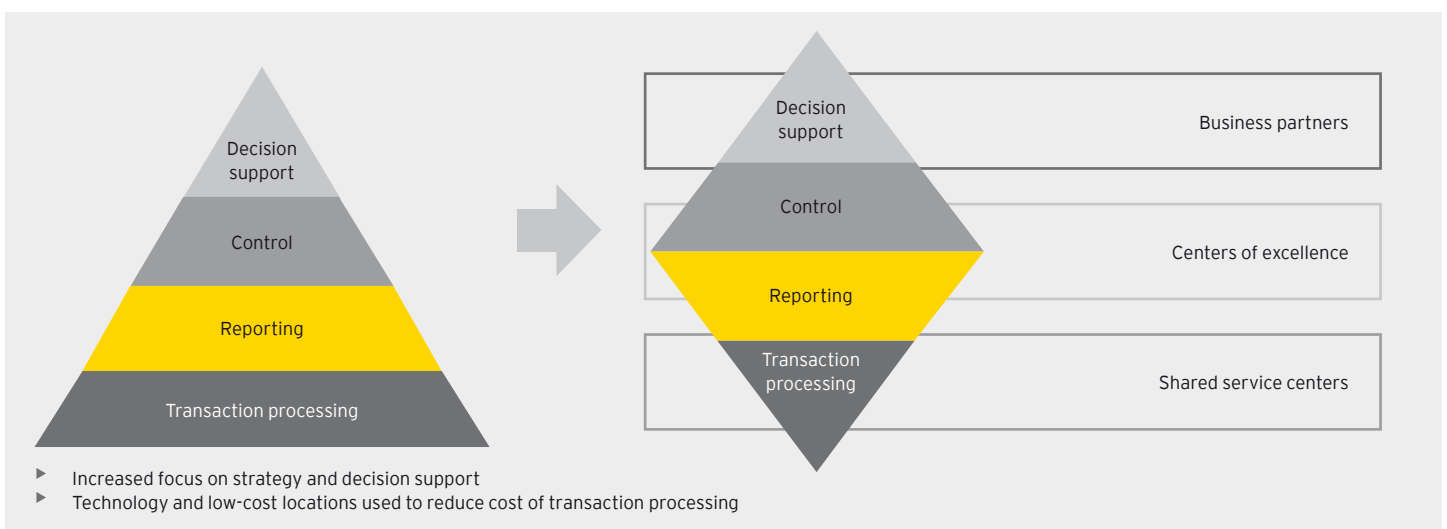 Decision
support
Control
Reporting
Transaction processing
Decision
support
Control
Reporting
Transaction
processing
Business partners
Centers of excellence
Shared service centers
Increased focus on strategy and decision support
Technology and low-cost locations used to reduce cost of transaction processing